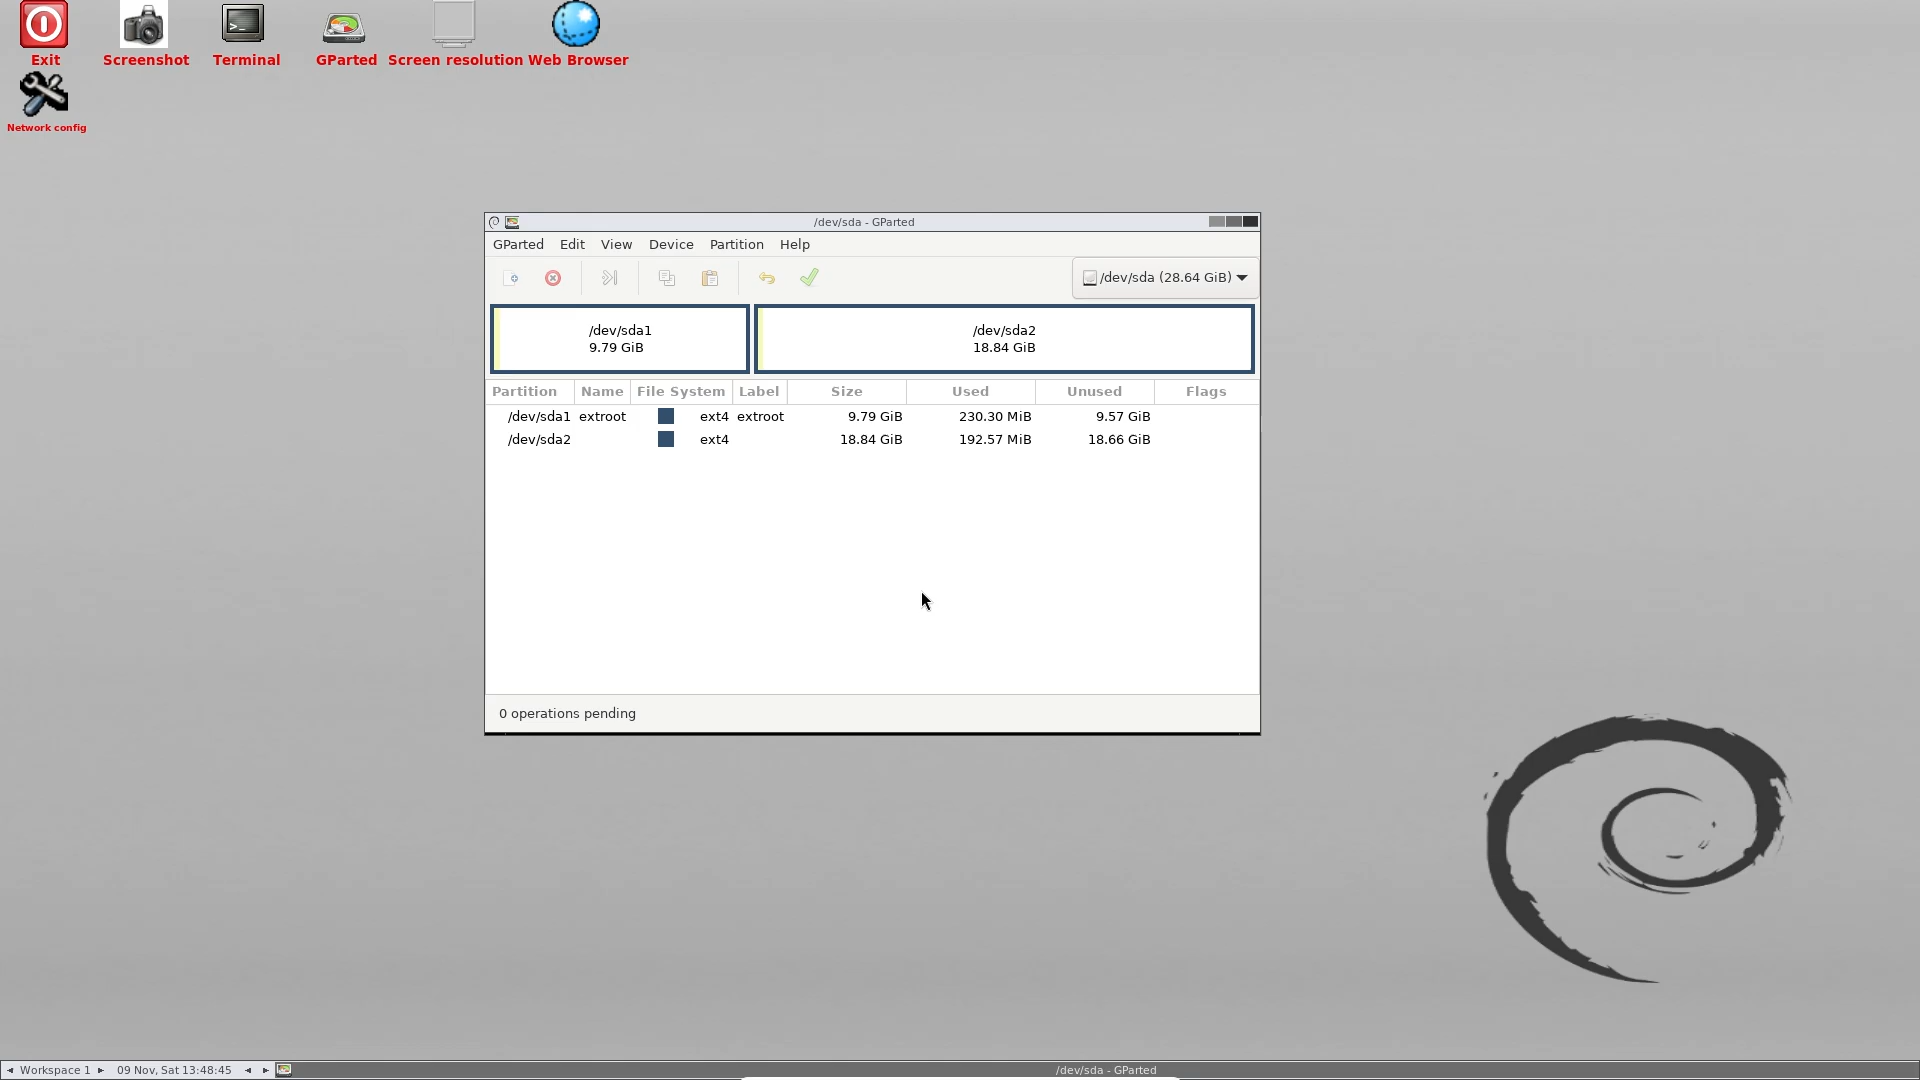 Exit
Screenshot
Terminal
GParted
Screen resolution
Web Browser
Network config
/dev/sda - GParted
GParted Edit View Device Partition Help
/dev/sda (28.64 GiB)
/dev/sda1
9.79 GiB
/dev/sda2
18.84 GiB
Partition Name File System Label Size Used Unused Flags
/dev/sda1 extroot ext4 extroot 9.79 GiB 230.30 MiB 9.57 GiB
/dev/sda2 ext4 18.84 GiB 192.57 MiB 18.66 GiB
0 operations pending
Workspace 1 09 Nov, Sat 13:48:45 /dev/sda - GParted